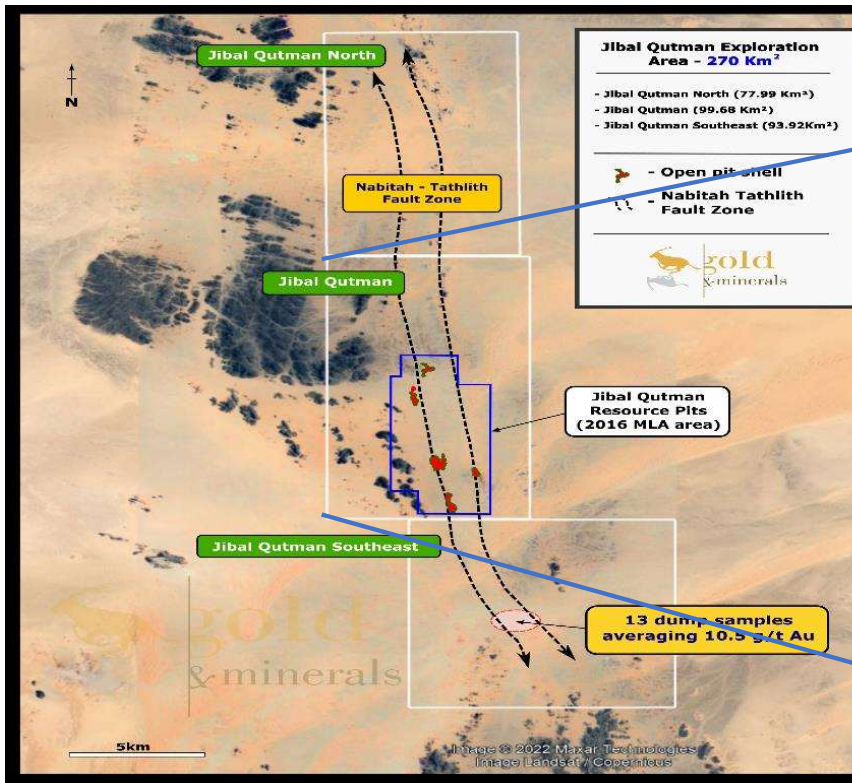 Jibal Qutman North
N
Nabitah - Tathlith
Fault Zone
Jibal Qutman
Jibal Qutman
Resource Pits
(2016 MLA area)
Jibal Qutman Southeast
13 dump samples
averaging 10.5 g/t Au
gold
& minerals
5km
Image © 2022 Maxar Technologies
Image Landsat / Copernicus
Jibal Qutman Exploration
Area - 270 Km²
- Jibal Qutman North (77.99 Km²)
- Jibal Qutman (99.68 Km²)
- Jibal Qutman Southeast (93.92Km²)
- Open pit shell
- Nabitah Tathlith
Fault Zone
gold
& minerals